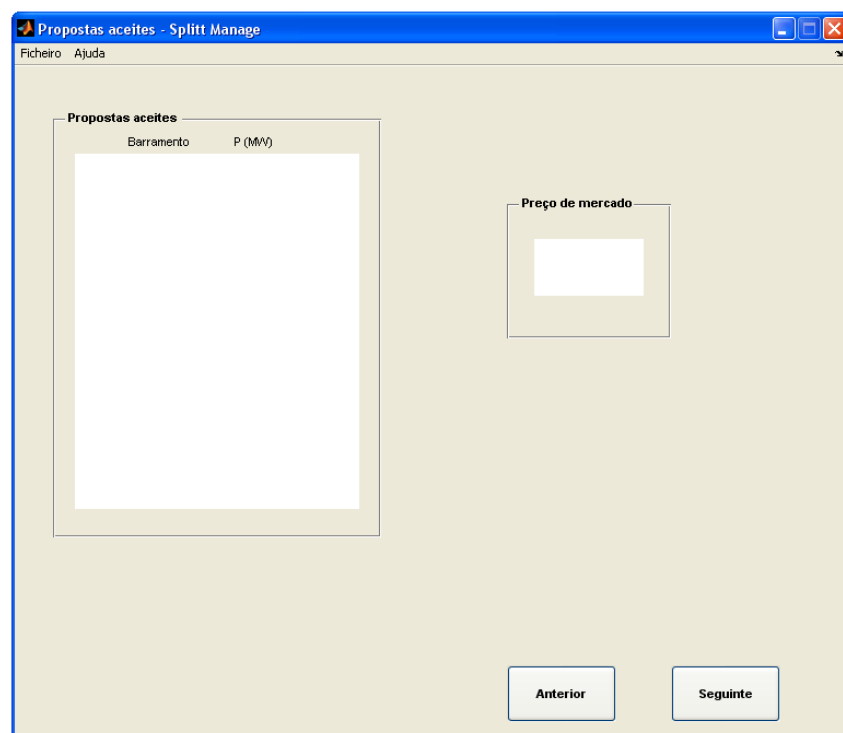 Propostas aceites - Splitt Manage
Ficheiro Ajuda
Propostas aceites
Barramento P (MW)
Preço de mercado
Anterior Seguinte